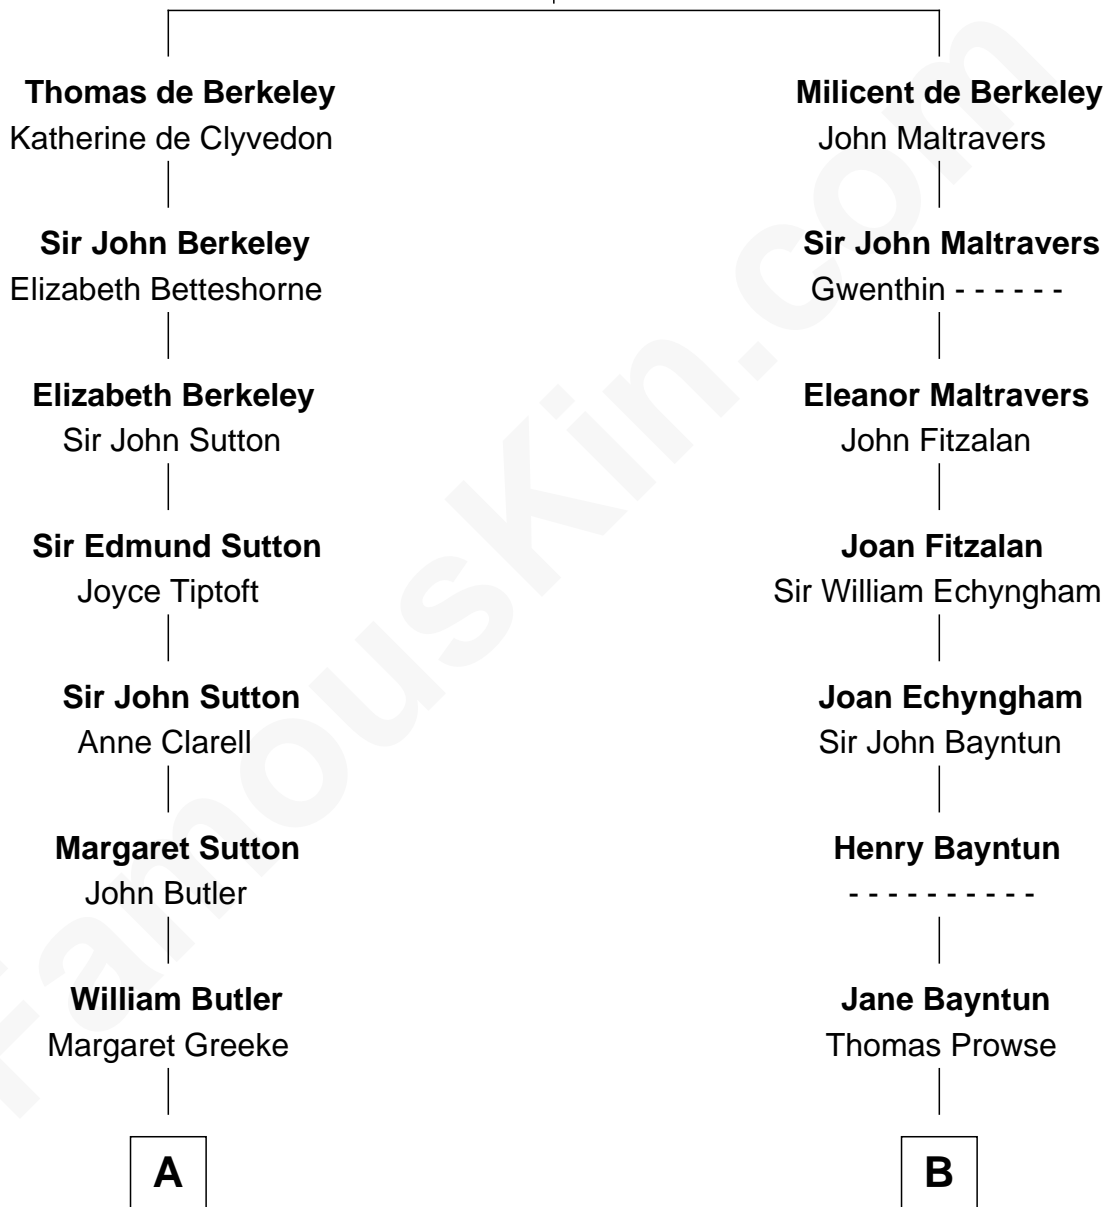 Thomas de Berkeley
Katherine de Clyvedon
Sir John Berkeley
Elizabeth Betteshorne
Elizabeth Berkeley
Sir John Sutton
Sir Edmund Sutton
Joyce Tiptoft
Sir John Sutton
Anne Clarell
Margaret Sutton
John Butler
William Butler
Margaret Greeke
A
Milicent de Berkeley
John Maltravers
Sir John Maltravers
Gwenthin - - - - - -
Eleanor Maltravers
John Fitzalan
Joan Fitzalan
Sir William Echyngham
Joan Echyngham
Sir John Bayntun
Henry Bayntun
- - - - - - - - - -
Jane Bayntun
Thomas Prowse
B
FamousKin.com